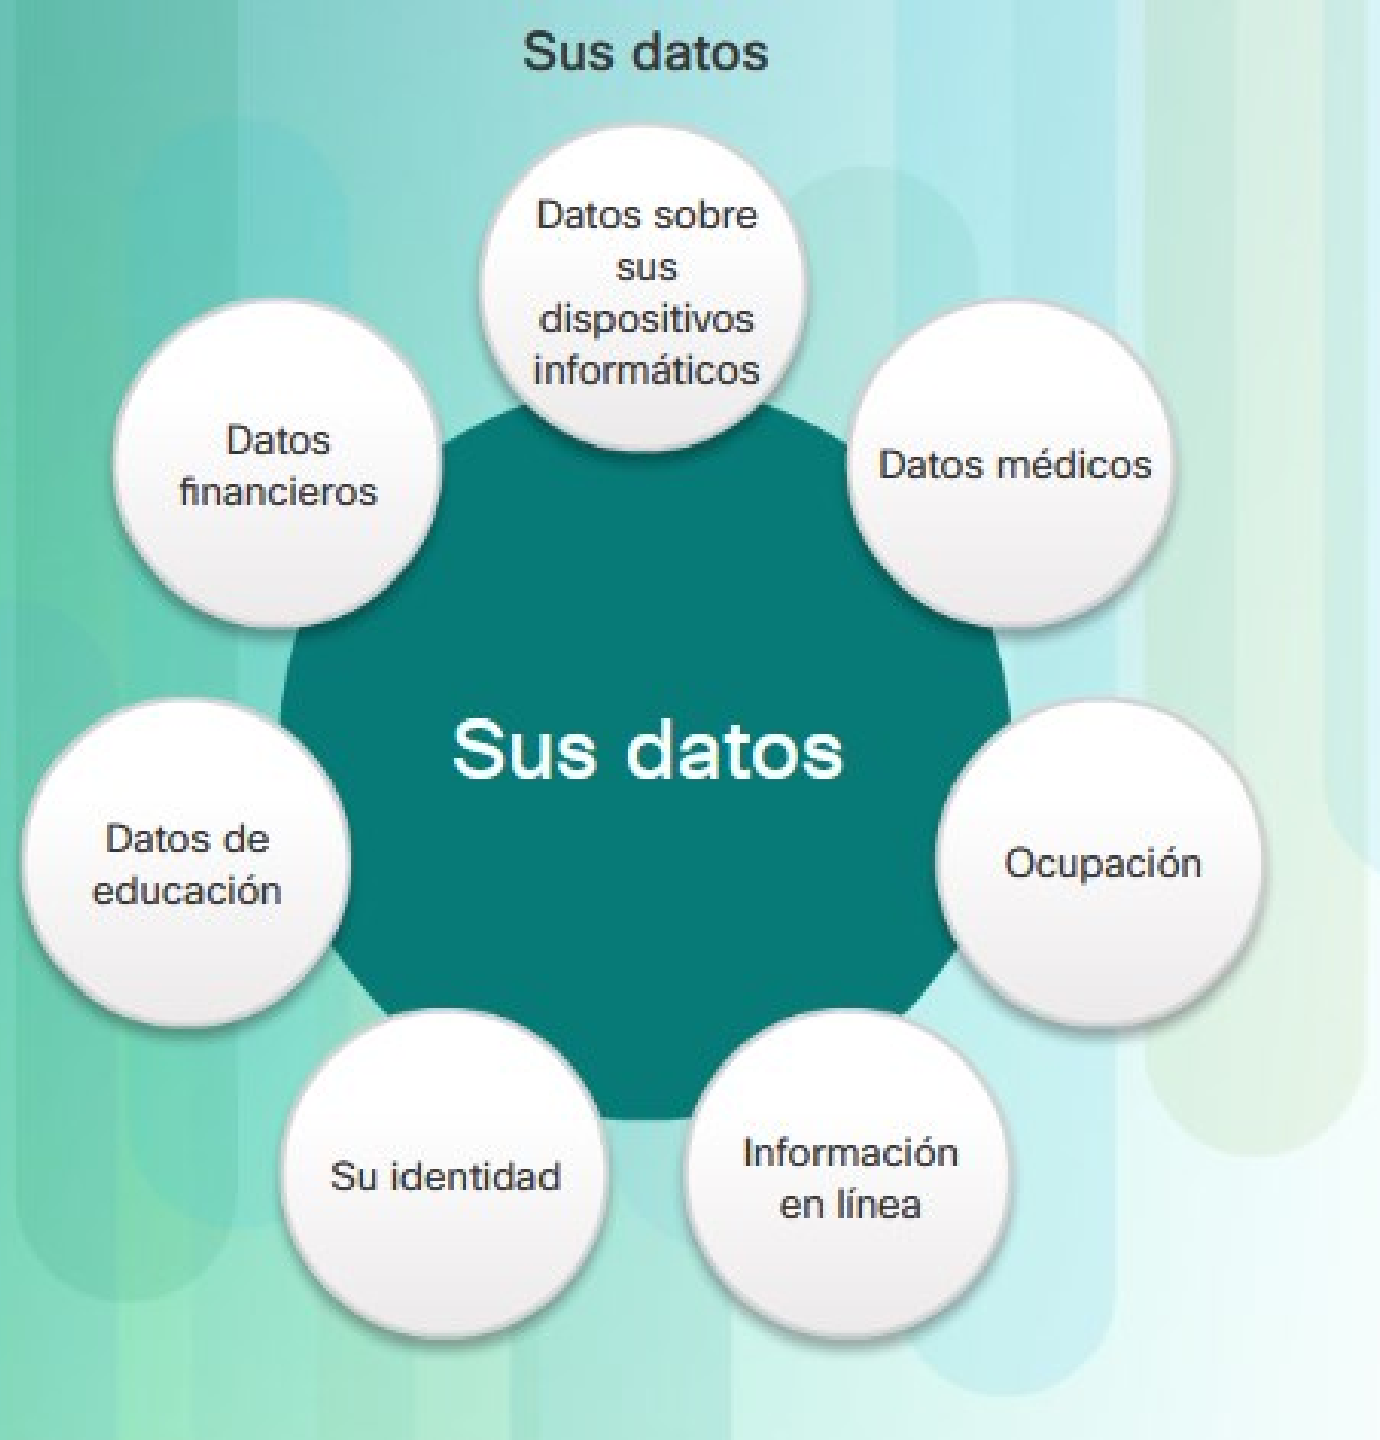 Sus datos
Datos sobre
sus
dispositivos
informáticos
Datos
financieros
Datos médicos
Sus datos
Datos de
educación
Ocupación
Su identidad
Información
en línea